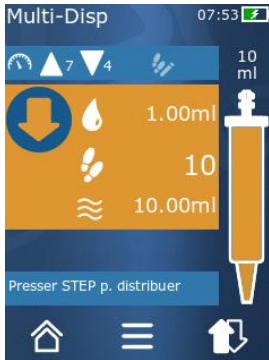 Multi-Disp 07:53
7 4 10 ml
1.00ml
10
10.00ml
Presser STEP p. distribuer